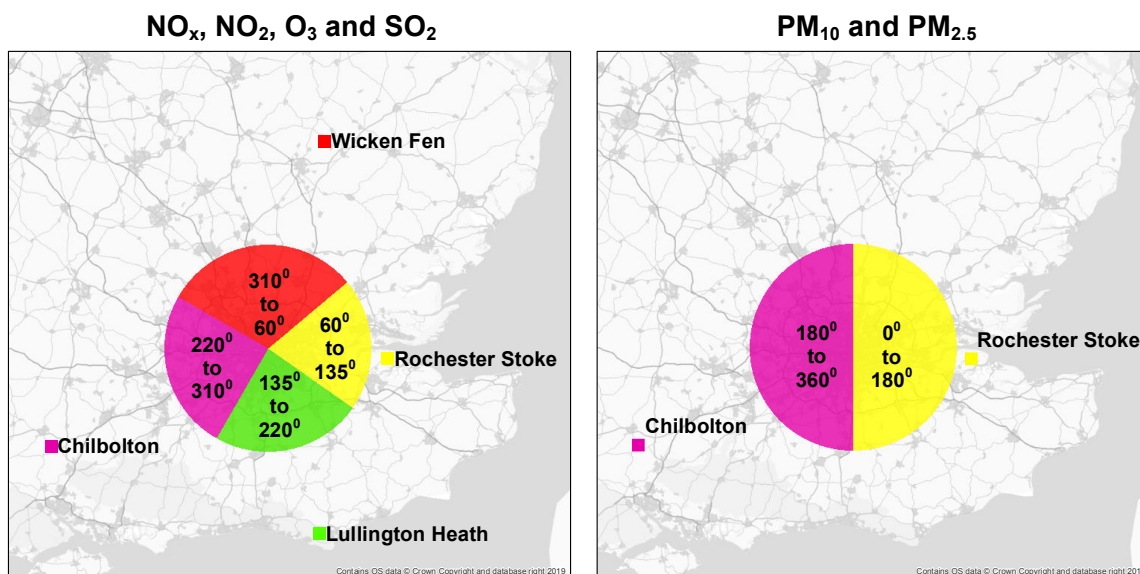 NOₓ, NO₂, O₃ and SO₂
Wicken Fen
310⁰
to
60⁰
60⁰
to
135⁰
220⁰
to
310⁰
135⁰
to
220⁰
Rochester Stoke
Chilbolton
Lullington Heath
Contains OS data © Crown Copyright and database right 2019
PM₁₀ and PM₂.₅
180⁰
to
360⁰
0⁰
to
180⁰
Rochester Stoke
Chilbolton
Contains OS data © Crown Copyright and database right 201